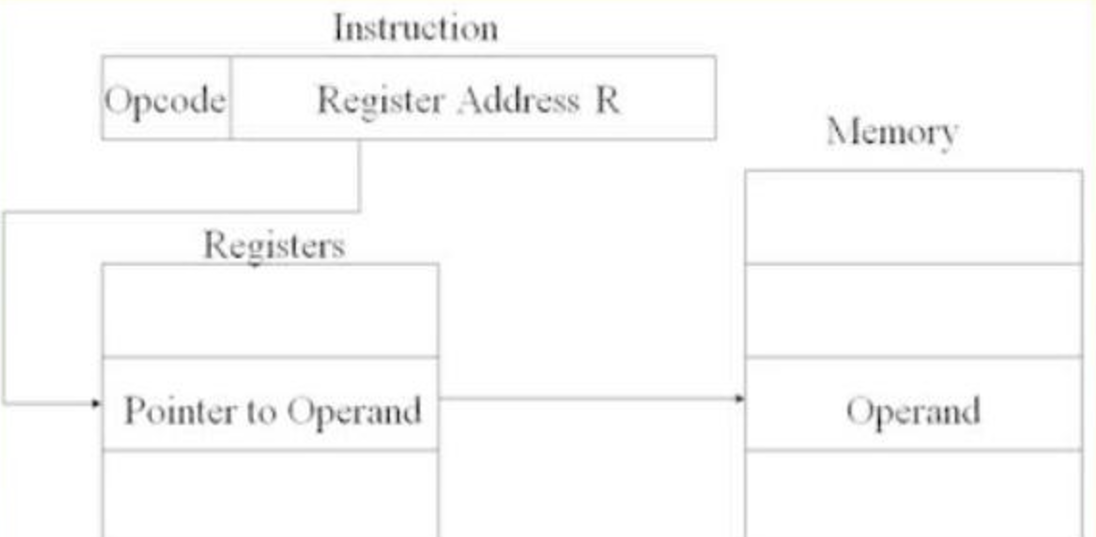 Instruction
Opcode
Register Address R
Memory
Registers
Pointer to Operand
Operand